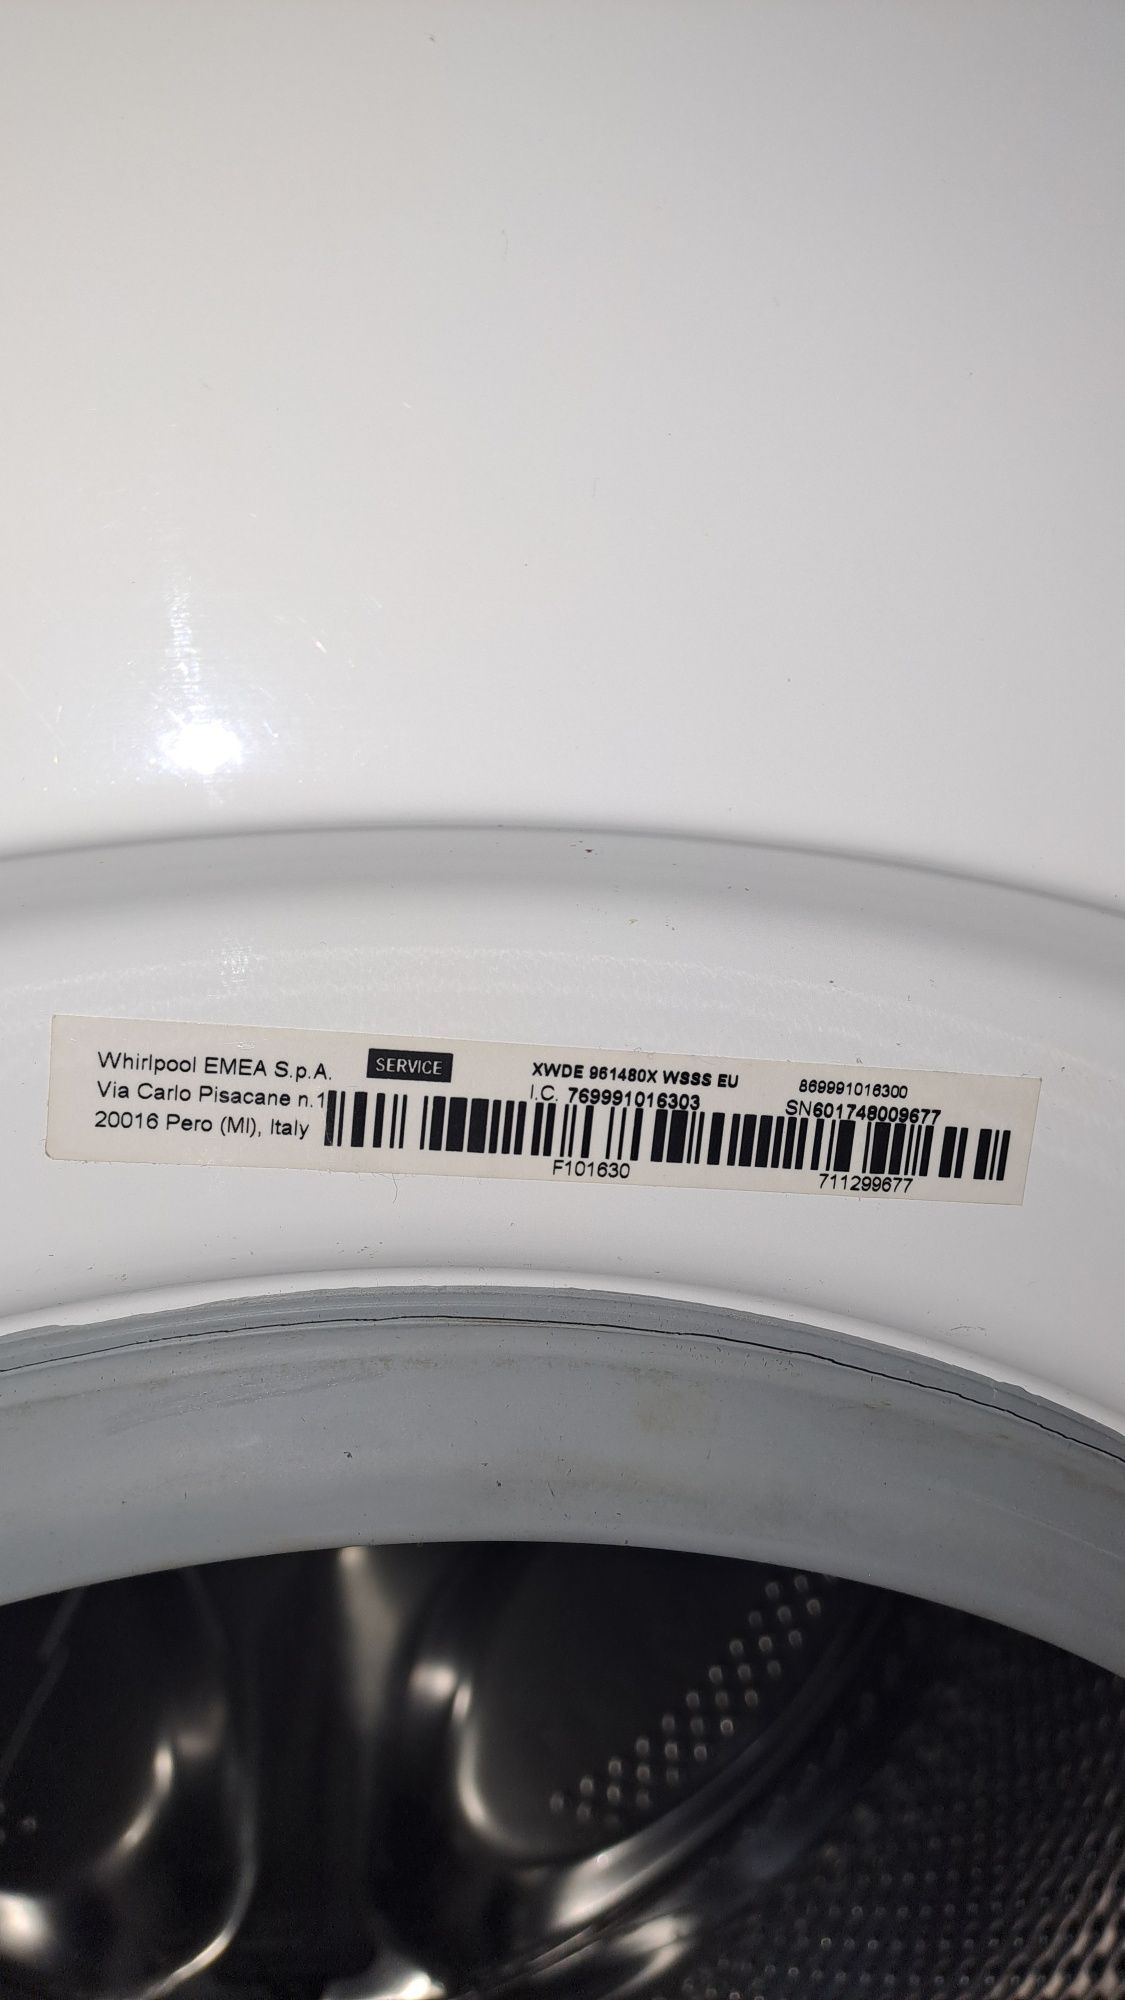 Whirlpool EMEA S.p.A.
Via Carlo Pisacane n.1
20016 Pero (MI), Italy
SERVICE
XWDE 961480X WSSS EU
869991016300
I.C. 769991016303
SN601748009677
F101630
711299677